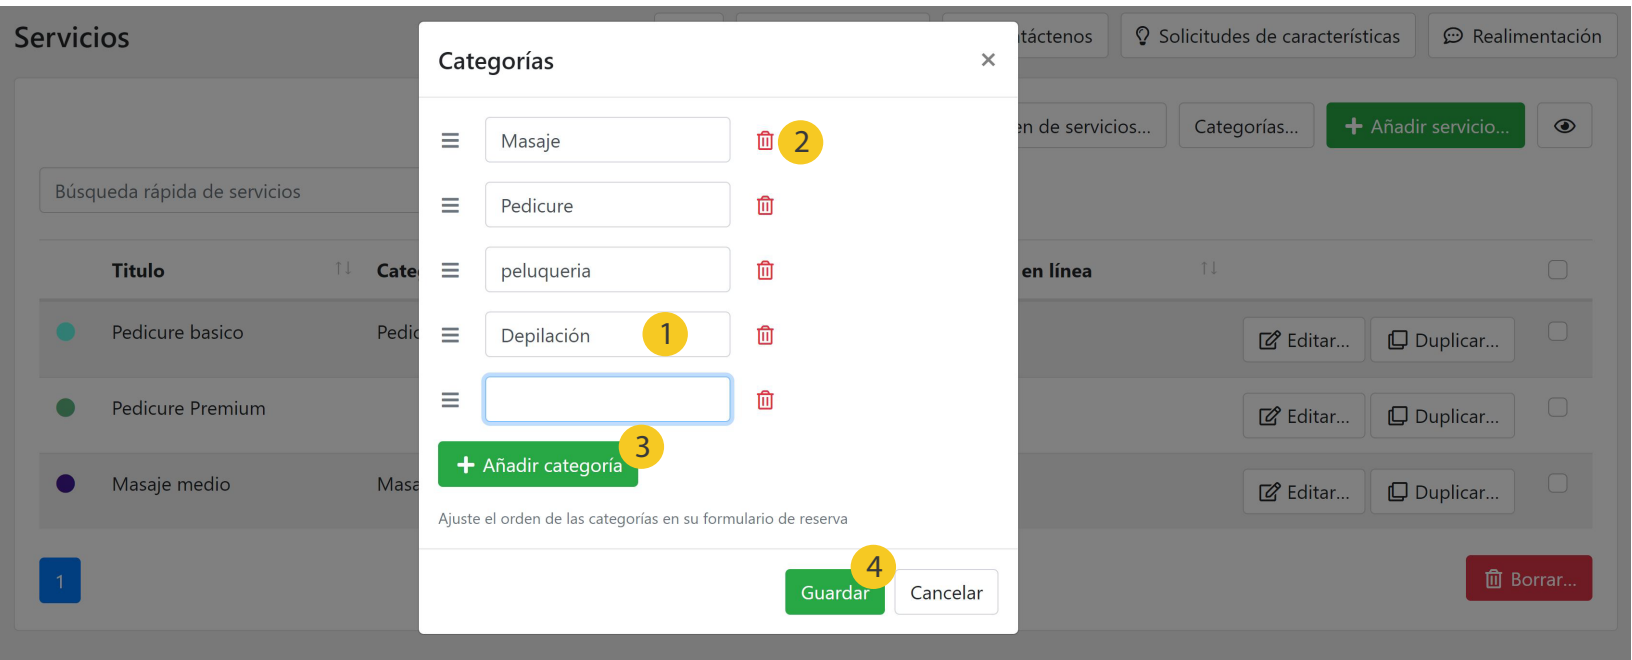 Servicios
táctenos
Solicitudes de características
Realimentación
Categorías
×
en de servicios...
Categorías...
Añadir servicio...
Masaje
2
Búsqueda rápida de servicios
Pedicure
Titulo
Cate
peluqueria
en línea
Pedicure basico
Pedic
Depilación
1
Editar...
Duplicar...
Pedicure Premium
Editar...
Duplicar...
3
Añadir categoría
Masaje medio
Masa
Editar...
Duplicar...
Ajuste el orden de las categorías en su formulario de reserva
4
1
Guardar
Cancelar
Borrar...